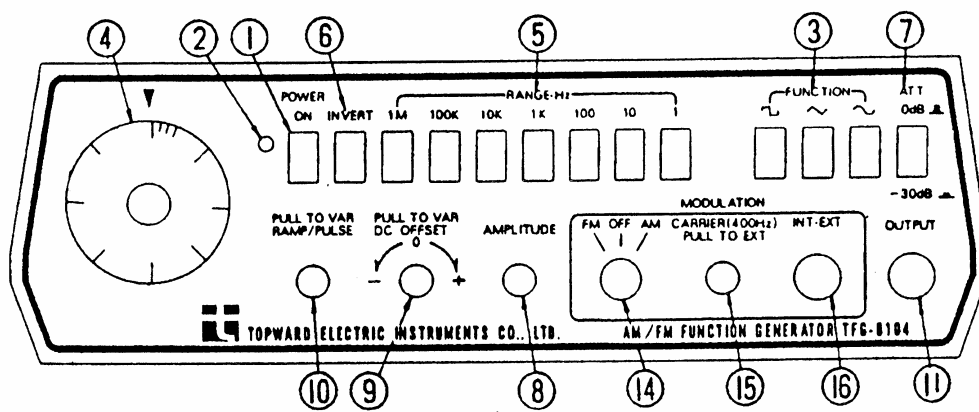 ④ ② ① ⑥ ⑤ ③ ⑦
POWER
RANGE-Hz
FUNCTION
ATT
ON INVERT 1M 100K 10K 1K 100 10 1
0dB
-30dB
MODULATION
PULL TO VAR
RAMP/PULSE
PULL TO VAR
DC OFFSET
0
- +
AMPLITUDE
FM OFF AM
CARRIER(400Hz)
PULL TO EXT
INT-EXT
OUTPUT
TOPWARD ELECTRIC INSTRUMENTS CO., LTD.
AM/FM FUNCTION GENERATOR TFG-8104
⑩ ⑨ ⑧ ⑭ ⑮ ⑯ ⑪